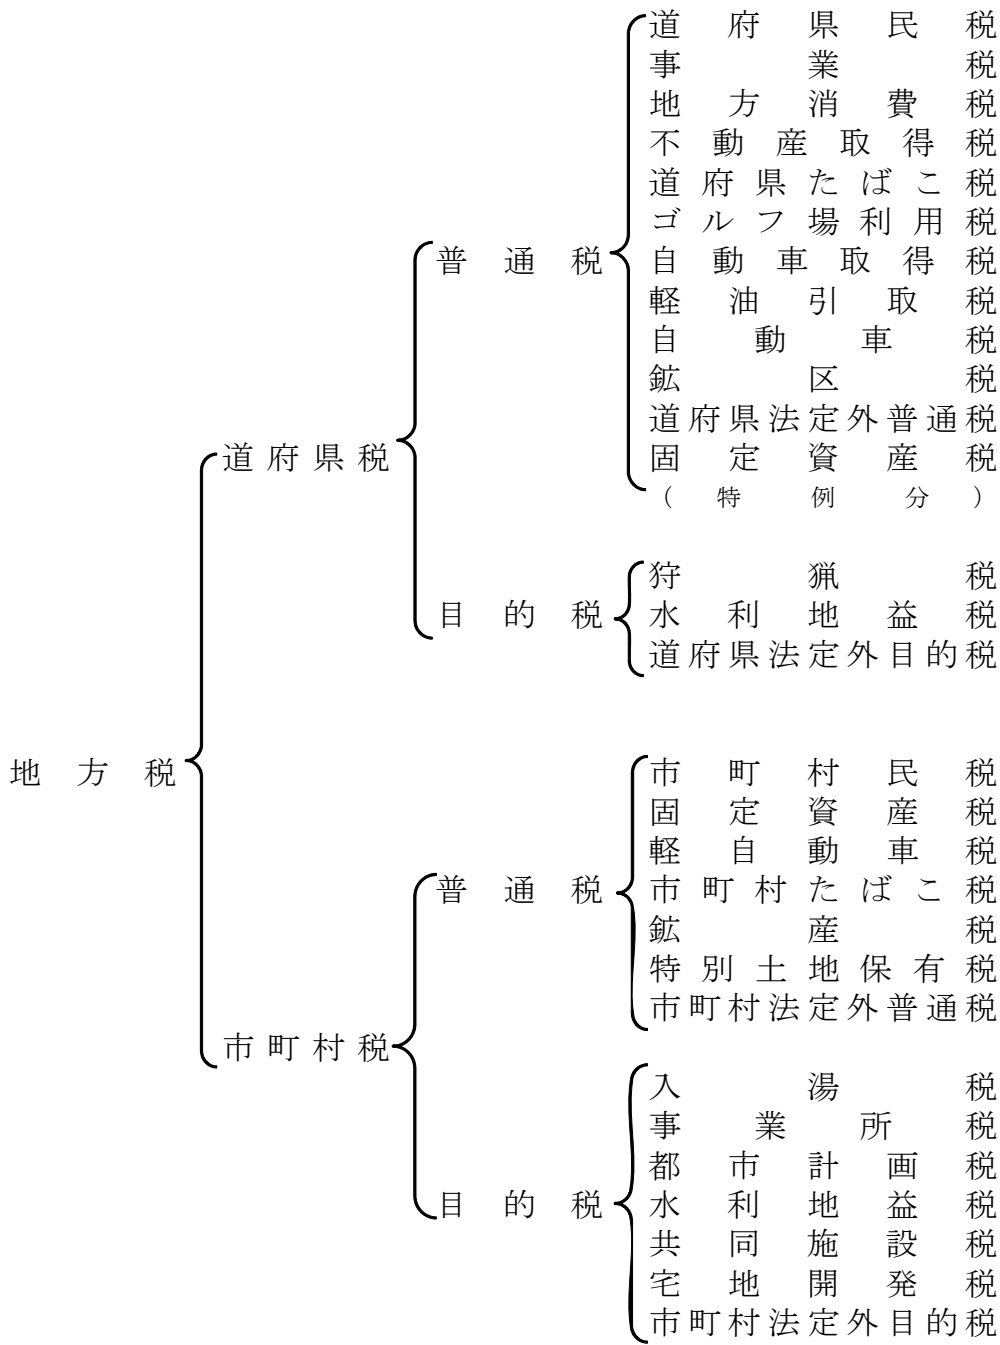 地方税
道府県税
普通税
道府県民税
事業税
地方消費税
不動産取得税
道府県たばこ税
ゴルフ場利用税
自動車取得税
軽油引取税
自動車税
鉱区税
道府県法定外普通税
固定資産税
(特例分)
目的税
狩猟税
水利地益税
道府県法定外目的税
市町村税
普通税
市町村民税
固定資産税
軽自動車税
市町村たばこ税
鉱産税
特別土地保有税
市町村法定外普通税
目的税
入湯税
事業所税
都市計画税
水利地益税
共同施設税
宅地開発税
市町村法定外目的税